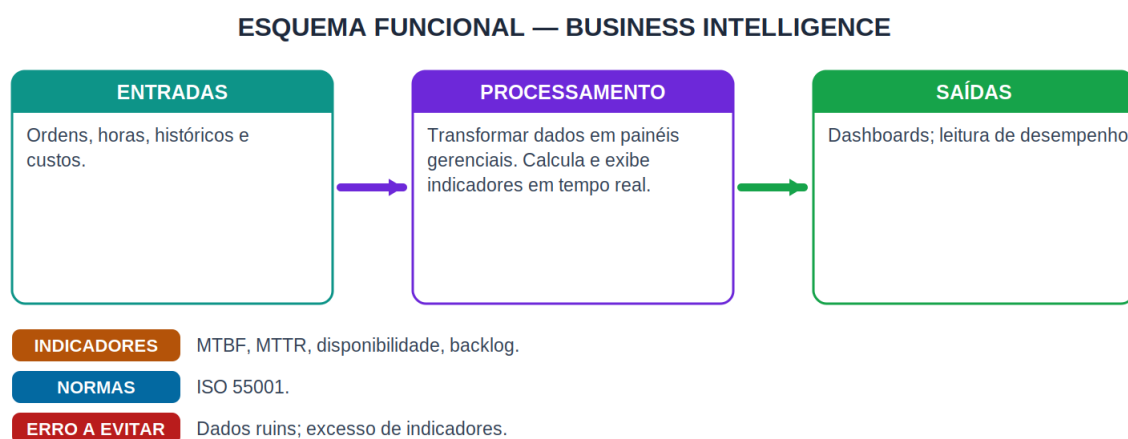 ESQUEMA FUNCIONAL — BUSINESS INTELLIGENCE
ENTRADAS
Ordens, horas, históricos e
custos.
PROCESSAMENTO
Transformar dados em painéis
gerenciais. Calcula e exibe
indicadores em tempo real.
SAÍDAS
Dashboards; leitura de desempenho
INDICADORES
MTBF, MTTR, disponibilidade, backlog.
NORMAS
ISO 55001.
ERRO A EVITAR
Dados ruins; excesso de indicadores.